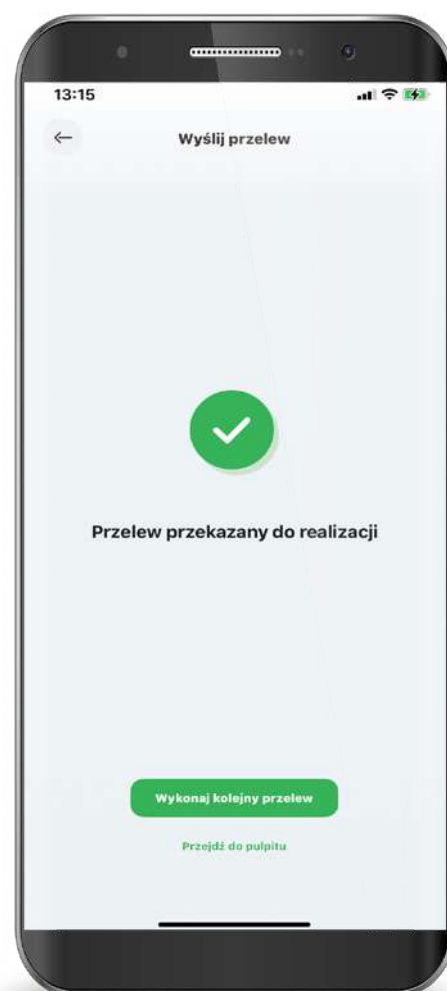 13:15
Wyślij przelew
Przelew przekazany do realizacji
Wykonaj kolejny przelew
Przejdź do pulpitu